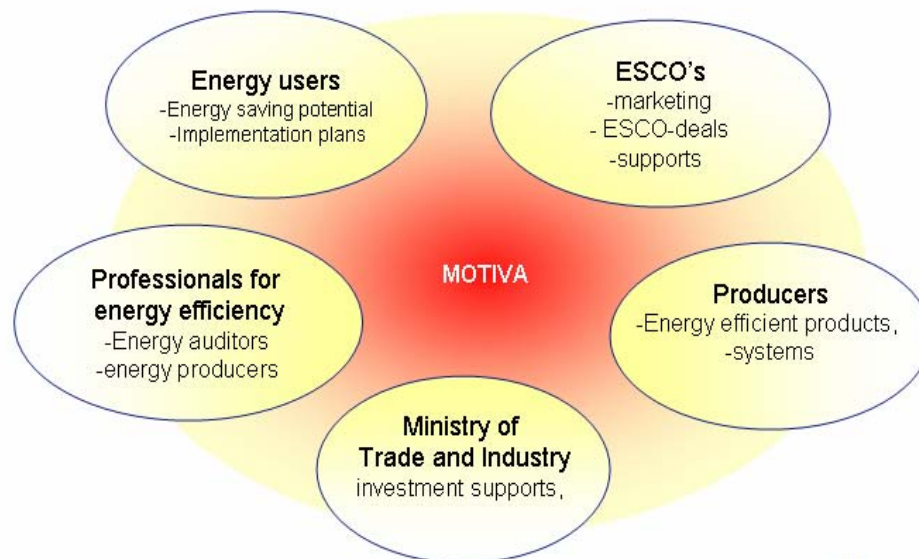 Energy users
-Energy saving potential
-Implementation plans
ESCO's
-marketing
- ESCO-deals
-supports
Professionals for
energy efficiency
-Energy auditors
-energy producers
MOTIVA
Producers
-Energy efficient products,
-systems
Ministry of
Trade and Industry
investment supports,